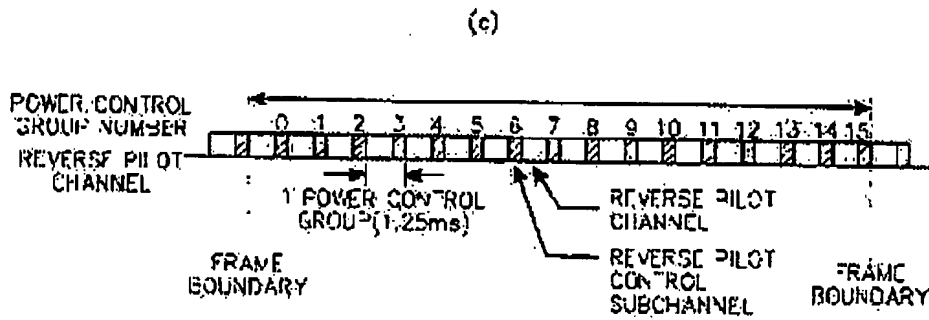 (c)
POWER CONTROL
GROUP NUMBER
0 1 2 3 4 5 6 7 8 9 10 11 12 13 14 15
REVERSE PILOT
CHANNEL
1 POWER CONTROL
GROUP(1.25ms)
REVERSE PILOT
CHANNEL
REVERSE PILOT
CONTROL
SUBCHANNEL
FRAME
BOUNDARY
FRAME
BOUNDARY